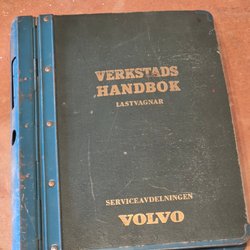 VERKSTADS
HANDBOK
LASTVAGNAR
SERVICEAVDELNINGEN
VOLVO